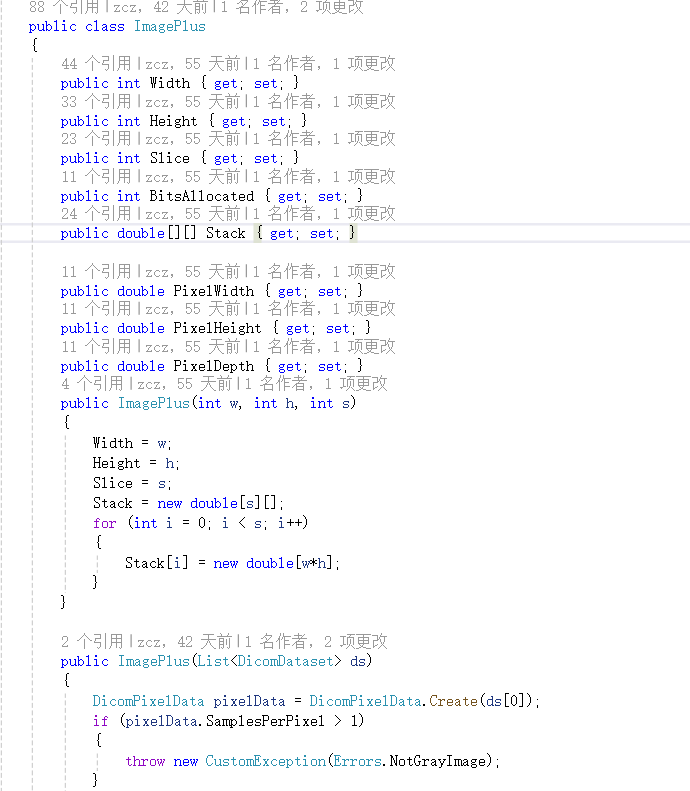 88 个引用|zcz，42 天前|1 名作者，2 项更改
public class ImagePlus
{
44 个引用|zcz，55 天前|1 名作者，1 项更改
public int Width { get; set; }
33 个引用|zcz，55 天前|1 名作者，1 项更改
public int Height { get; set; }
23 个引用|zcz，55 天前|1 名作者，1 项更改
public int Slice { get; set; }
11 个引用|zcz，55 天前|1 名作者，1 项更改
public int BitsAllocated { get; set; }
24 个引用|zcz，55 天前|1 名作者，1 项更改
public double[][] Stack { get; set; }
11 个引用|zcz，55 天前|1 名作者，1 项更改
public double PixelWidth { get; set; }
11 个引用|zcz，55 天前|1 名作者，1 项更改
public double PixelHeight { get; set; }
11 个引用|zcz，55 天前|1 名作者，1 项更改
public double PixelDepth { get; set; }
4 个引用|zcz，55 天前|1 名作者，1 项更改
public ImagePlus(int w, int h, int s)
{
Width = w;
Height = h;
Slice = s;
Stack = new double[s][];
for (int i = 0; i < s; i++)
{
Stack[i] = new double[w*h];
}
}
2 个引用|zcz，42 天前|1 名作者，2 项更改
public ImagePlus(List<DicomDataset> ds)
{
DicomPixelData pixelData = DicomPixelData.Create(ds[0]);
if (pixelData.SamplesPerPixel > 1)
{
throw new CustomException(Errors.NotGrayImage);
}